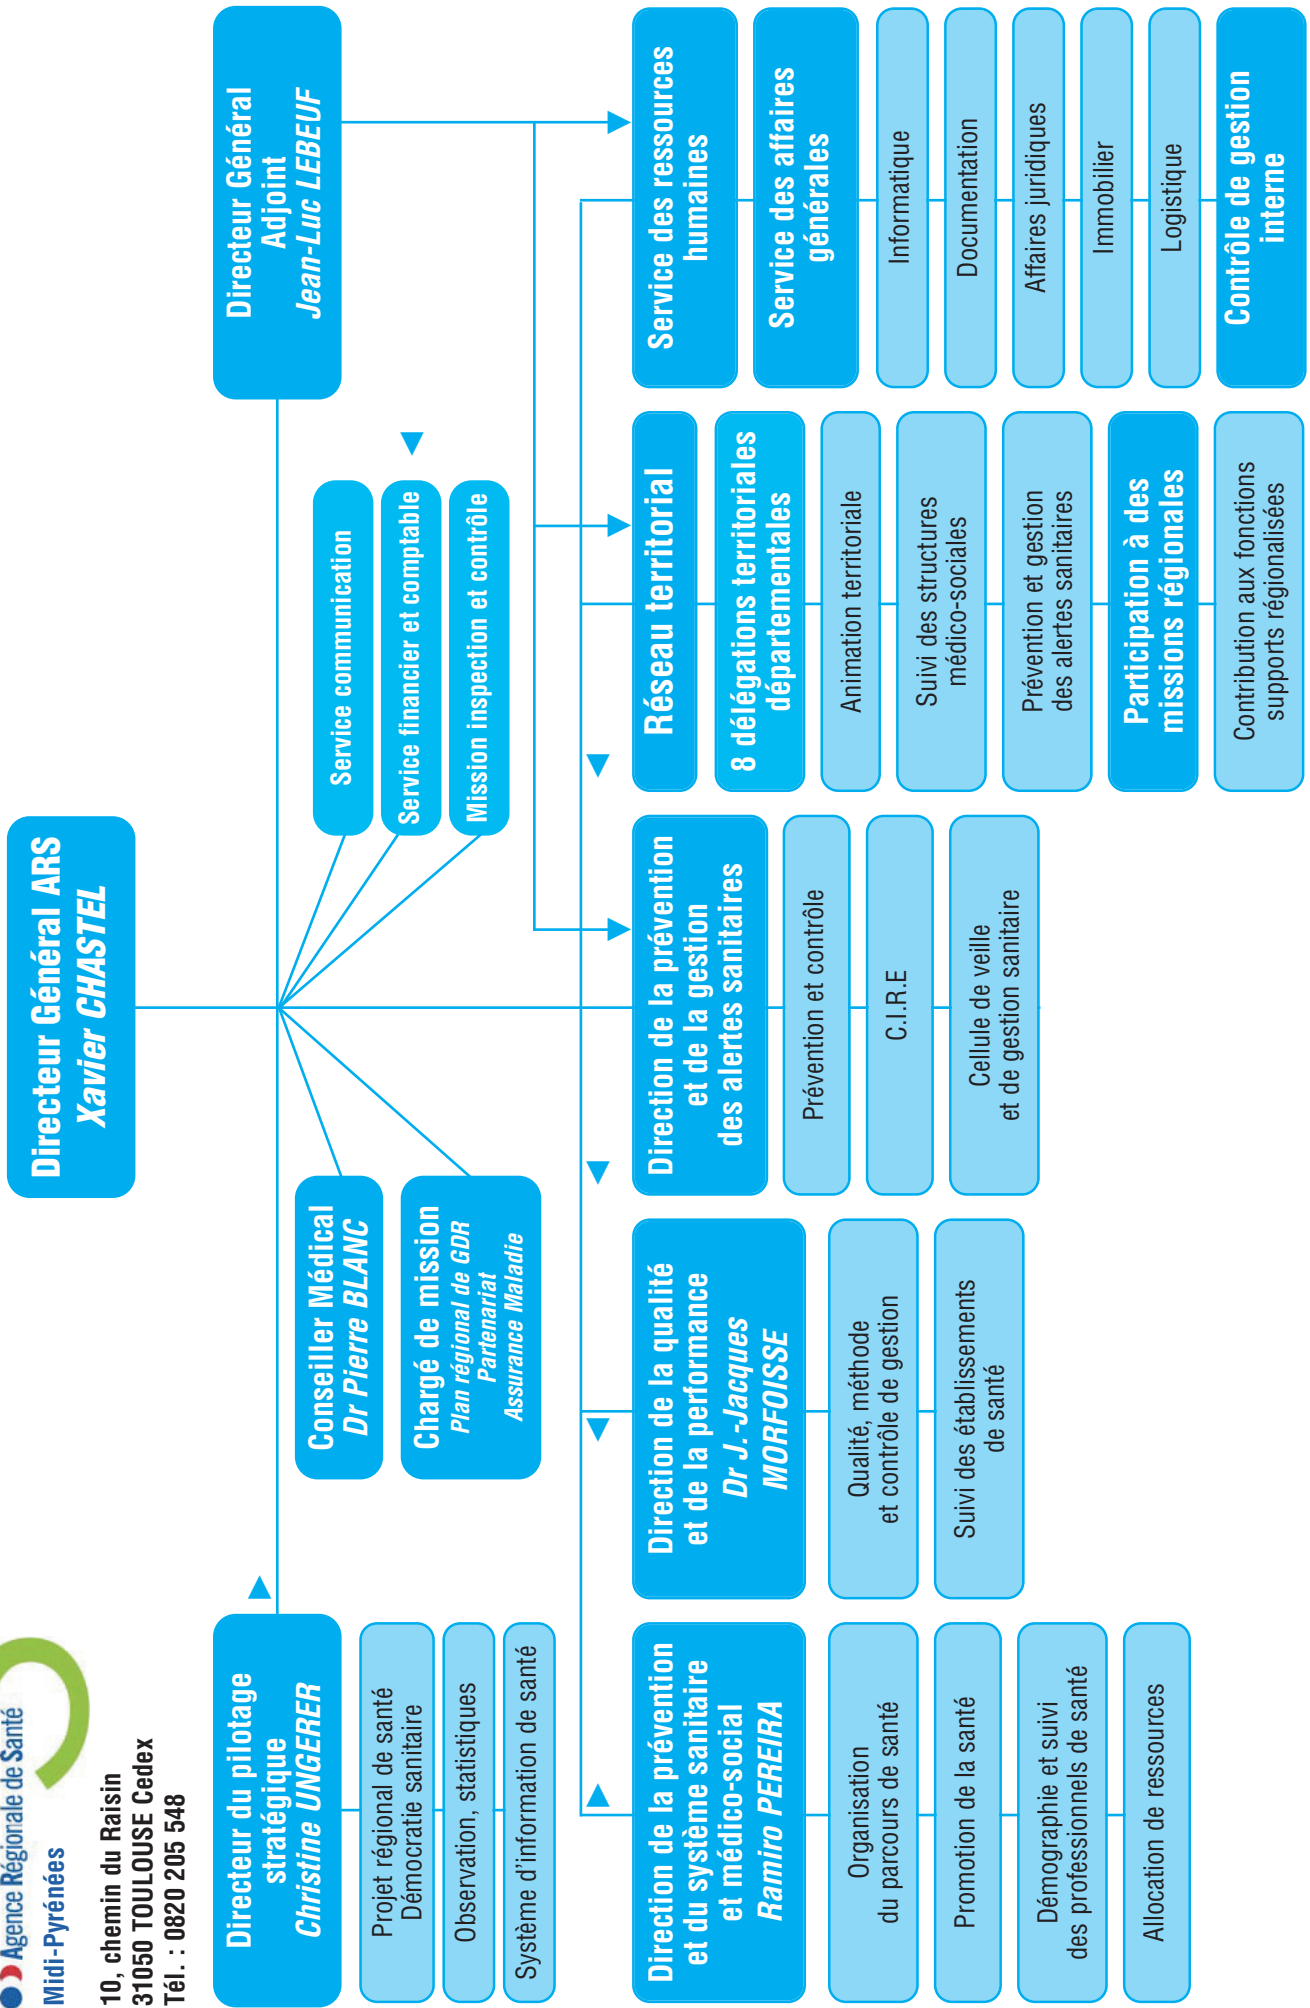 Agence Régionale de Santé
Midi-Pyrénées
10, chemin du Raisin
31050 TOULOUSE Cedex
Tél. : 0820 205 548
Directeur Général ARS
Xavier CHASTEL
Directeur du pilotage
stratégique
Christine UNGERER
Projet régional de santé
Démocratie sanitaire
Observation, statistiques
Système d'information de santé
Conseiller Médical
Dr Pierre BLANC
Chargé de mission
Plan régional de GDR
Partenariat
Assurance Maladie
Service communication
Service financier et comptable
Mission inspection et contrôle
Directeur Général
Adjoint
Jean-Luc LEBEUF
Direction de la prévention
et du système sanitaire
et médico-social
Ramiro PEREIRA
Organisation
du parcours de santé
Promotion de la santé
Démographie et suivi
des professionnels de santé
Allocation de ressources
Direction de la qualité
et de la performance
Dr J.-Jacques
MORFOISSE
Qualité, méthode
et contrôle de gestion
Suivi des établissements
de santé
Direction de la prévention
et de la gestion
des alertes sanitaires
Prévention et contrôle
C.I.R.E
Cellule de veille
et de gestion sanitaire
Réseau territorial
8 délégations territoriales
départementales
Animation territoriale
Suivi des structures
médico-sociales
Prévention et gestion
des alertes sanitaires
Participation à des
missions régionales
Contribution aux fonctions
supports régionalisées
Service des ressources
humaines
Service des affaires
générales
Informatique
Documentation
Affaires juridiques
Immobilier
Logistique
Contrôle de gestion
interne